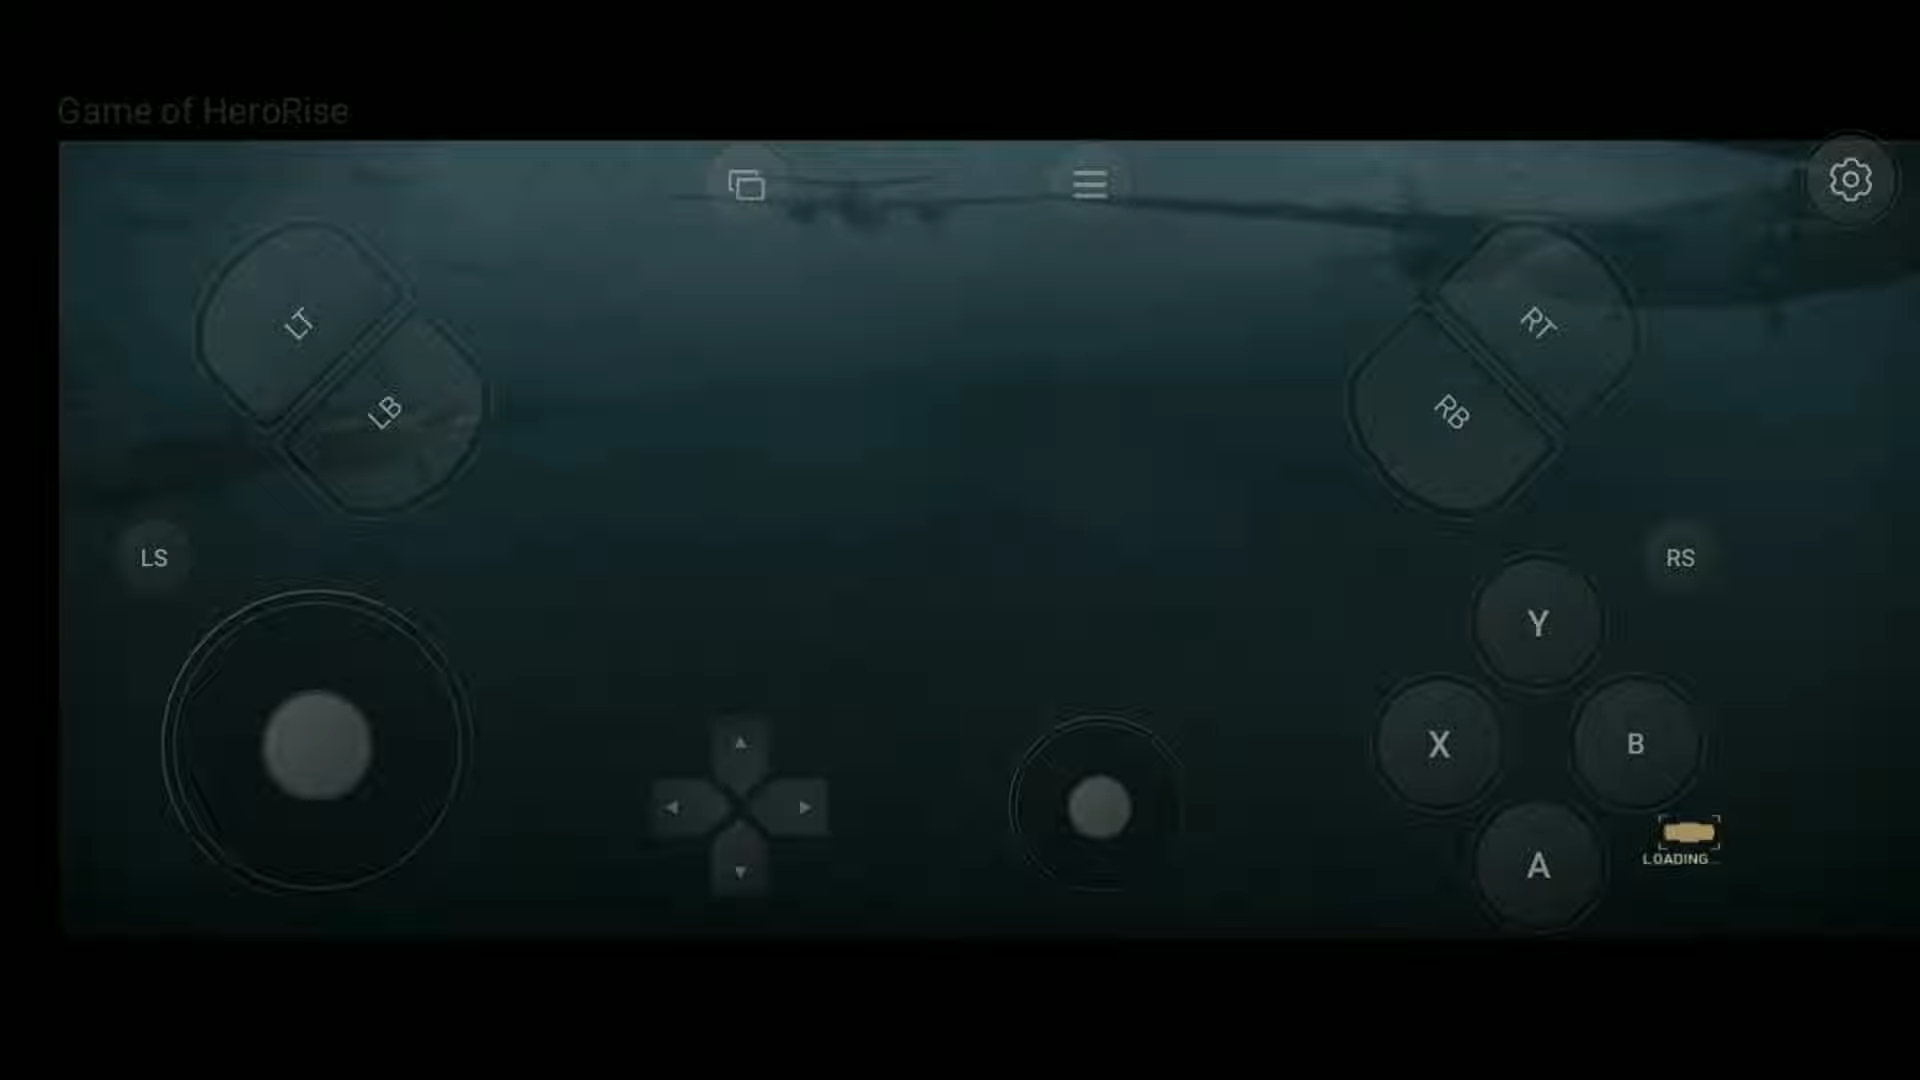 Game of HeroRise
LT
RT
LB
RB
LS
RS
Y
X
B
A
LOADING...